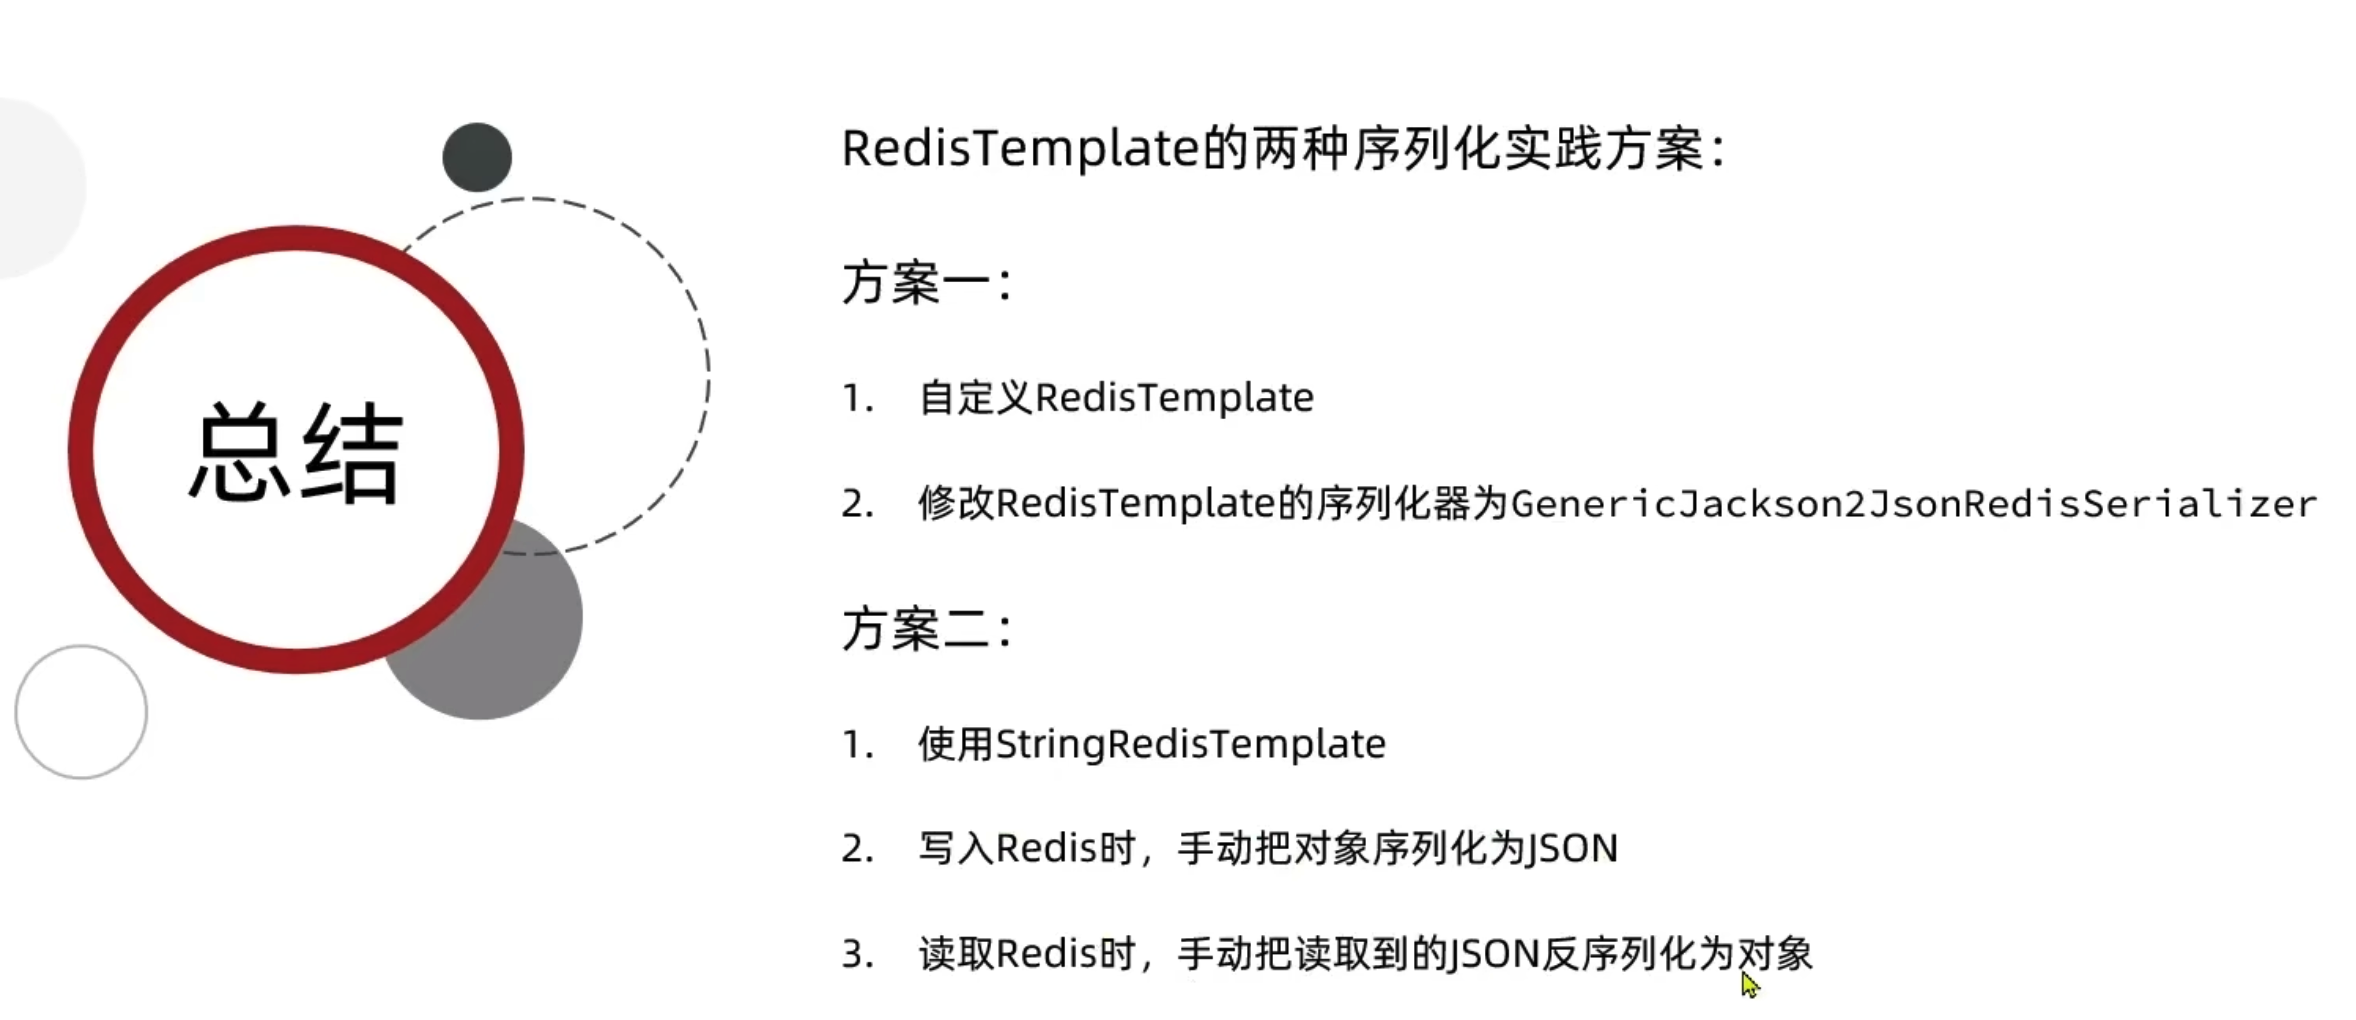 总结
RedisTemplate的两种序列化实践方案：
方案一：
1. 自定义RedisTemplate
2. 修改RedisTemplate的序列化器为GenericJackson2JsonRedisSerializer
方案二：
1. 使用StringRedisTemplate
2. 写入Redis时，手动把对象序列化为JSON
3. 读取Redis时，手动把读取到的JSON反序列化为对象